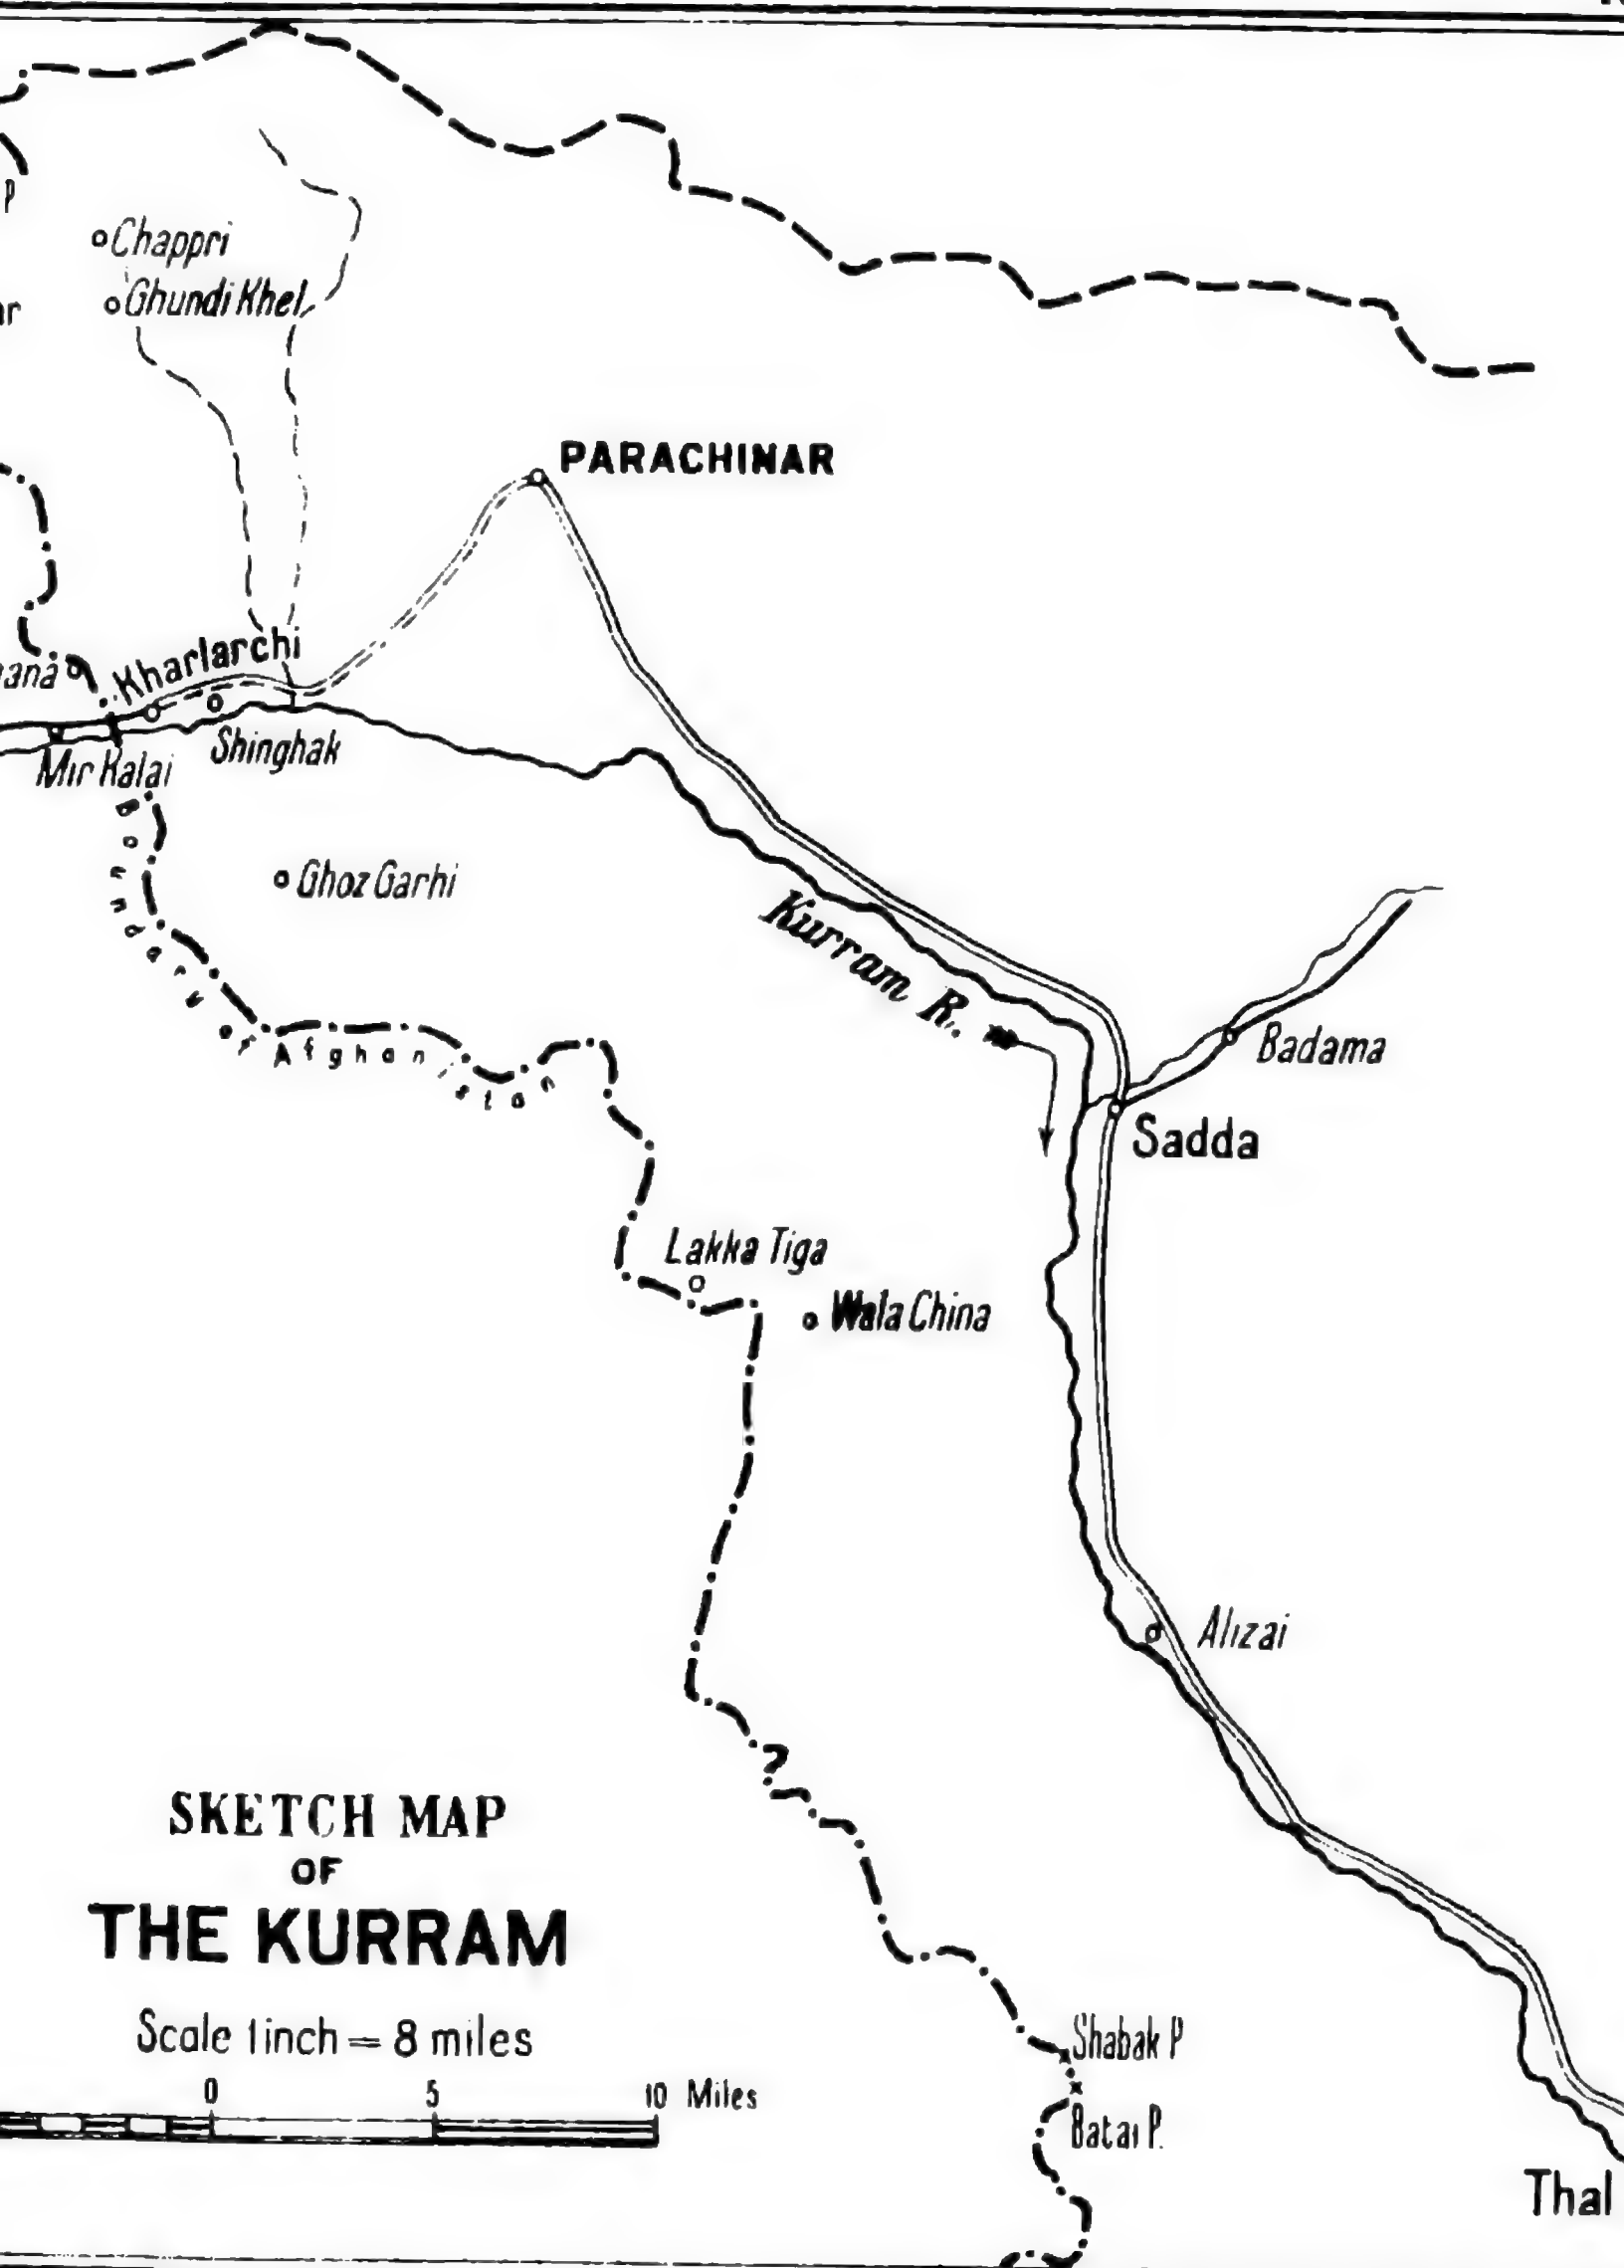 P
Chappri
Ghundi Khel
PARACHINAR
Kharlarchi
Shinghak
Mir Kalai
Ghoz Garhi
Boundary of Afghanistan
Kurram R.
Badama
Sadda
Lakka Tiga
Wala China
Alizai
?
SKETCH MAP
OF
THE KURRAM
Scale 1 inch = 8 miles
0 5 10 Miles
Shabak P
Batai P.
Thal